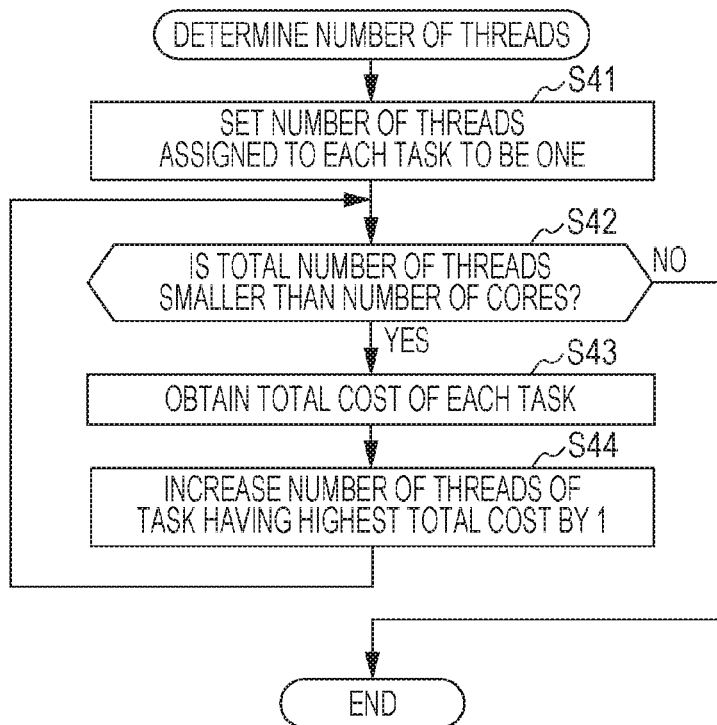 DETERMINE NUMBER OF THREADS
S41
SET NUMBER OF THREADS
ASSIGNED TO EACH TASK TO BE ONE
S42
IS TOTAL NUMBER OF THREADS
SMALLER THAN NUMBER OF CORES?
NO
YES
S43
OBTAIN TOTAL COST OF EACH TASK
S44
INCREASE NUMBER OF THREADS OF
TASK HAVING HIGHEST TOTAL COST BY 1
END